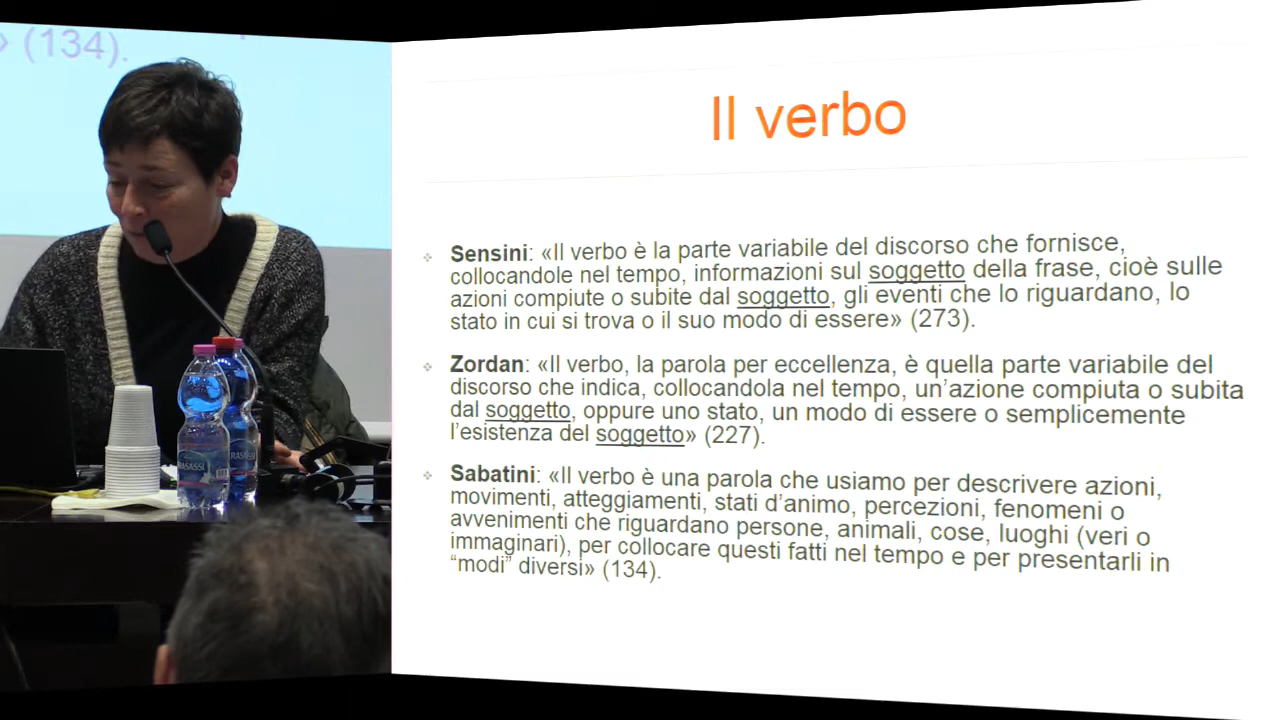 » (134).
Il verbo
Sensini: «Il verbo è la parte variabile del discorso che fornisce,
collocandole nel tempo, informazioni sul soggetto della frase, cioè sulle
azioni compiute o subite dal soggetto, gli eventi che lo riguardano, lo
stato in cui si trova o il suo modo di essere» (273).
Zordan: «Il verbo, la parola per eccellenza, è quella parte variabile del
discorso che indica, collocandola nel tempo, un’azione compiuta o subita
dal soggetto, oppure uno stato, un modo di essere o semplicemente
l’esistenza del soggetto» (227).
Sabatini: «Il verbo è una parola che usiamo per descrivere azioni,
movimenti, atteggiamenti, stati d’animo, percezioni, fenomeni o
avvenimenti che riguardano persone, animali, cose, luoghi (veri o
immaginari), per collocare questi fatti nel tempo e per presentarli in
“modi” diversi» (134).